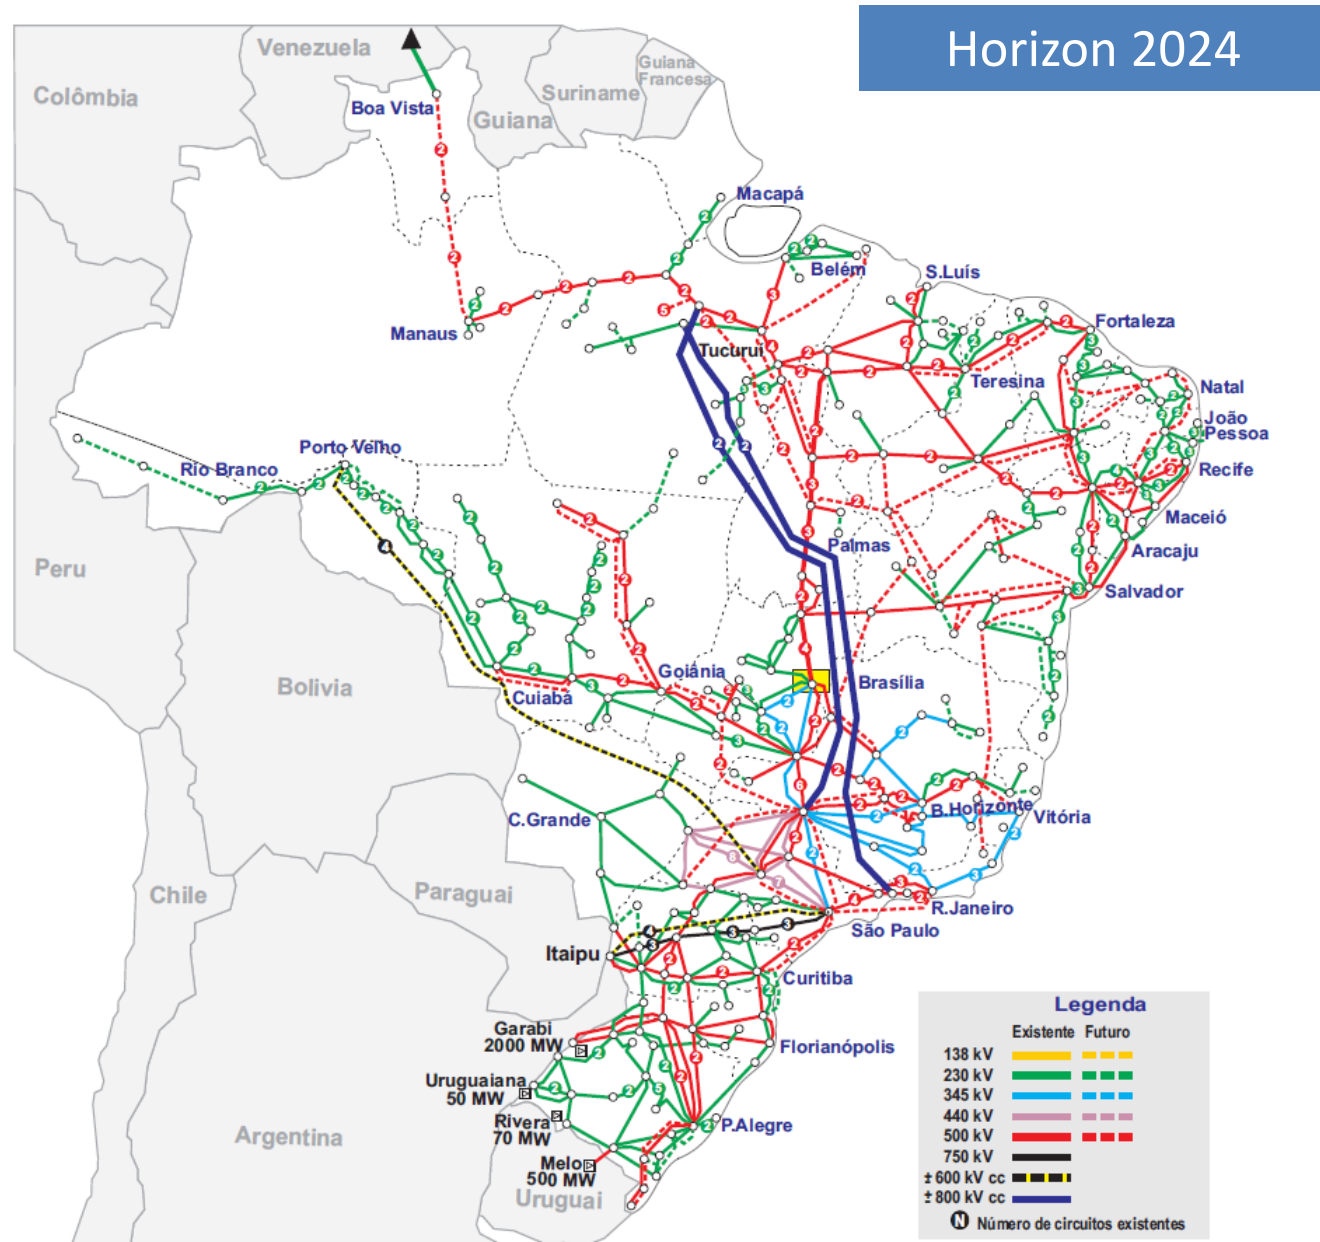 Horizon 2024
Venezuela
Guiana
Francesa
Colômbia
Suriname
Boa Vista
Guiana
Macapá
Belém
S.Luís
Manaus
Fortaleza
Tucuruí
Teresina
Natal
João
Pessoa
Porto Velho
Rio Branco
Recife
Maceió
Palmas
Aracaju
Peru
Salvador
Goiânia
Brasília
Bolivia
Cuiabá
B.Horizonte
Vitória
C.Grande
Chile
Paraguai
R.Janeiro
São Paulo
Itaipu
Curitiba
Garabi
2000 MW
Florianópolis
Uruguaiana
50 MW
Rivera
70 MW
P.Alegre
Argentina
Melo
500 MW
Uruguai
Legenda
Existente Futuro
138 kV
230 kV
345 kV
440 kV
500 kV
750 kV
± 600 kV cc
± 800 kV cc
N Número de circuitos existentes